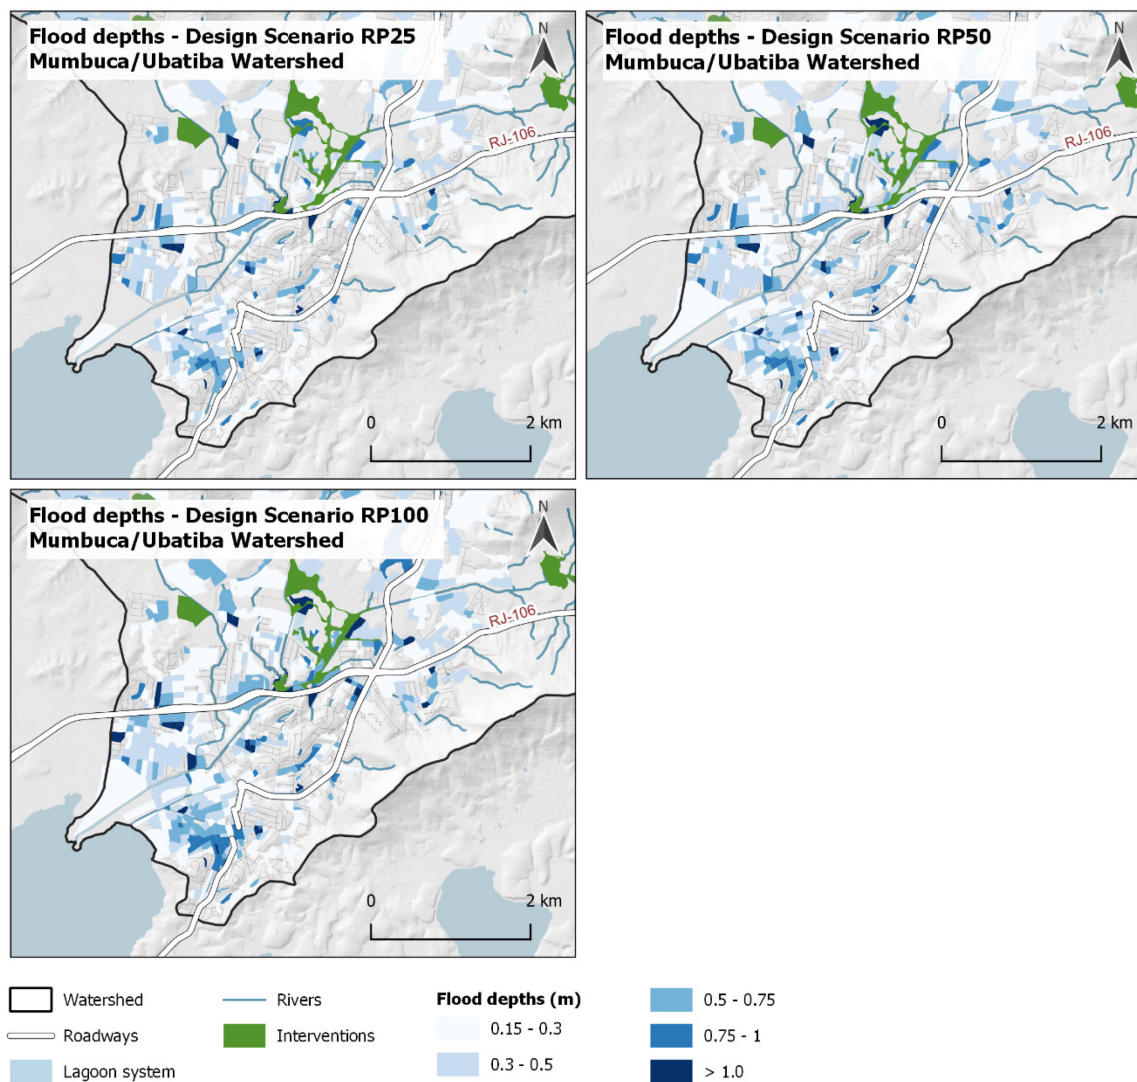 Flood depths - Design Scenario RP25
Mumbuca/Ubatiba Watershed
N
RJ-106
0
2 km
Flood depths - Design Scenario RP50
Mumbuca/Ubatiba Watershed
N
RJ-106
0
2 km
Flood depths - Design Scenario RP100
Mumbuca/Ubatiba Watershed
N
RJ-106
0
2 km
Watershed
Roadways
Lagoon system
Rivers
Interventions
Flood depths (m)
0.15 - 0.3
0.3 - 0.5
0.5 - 0.75
0.75 - 1
> 1.0